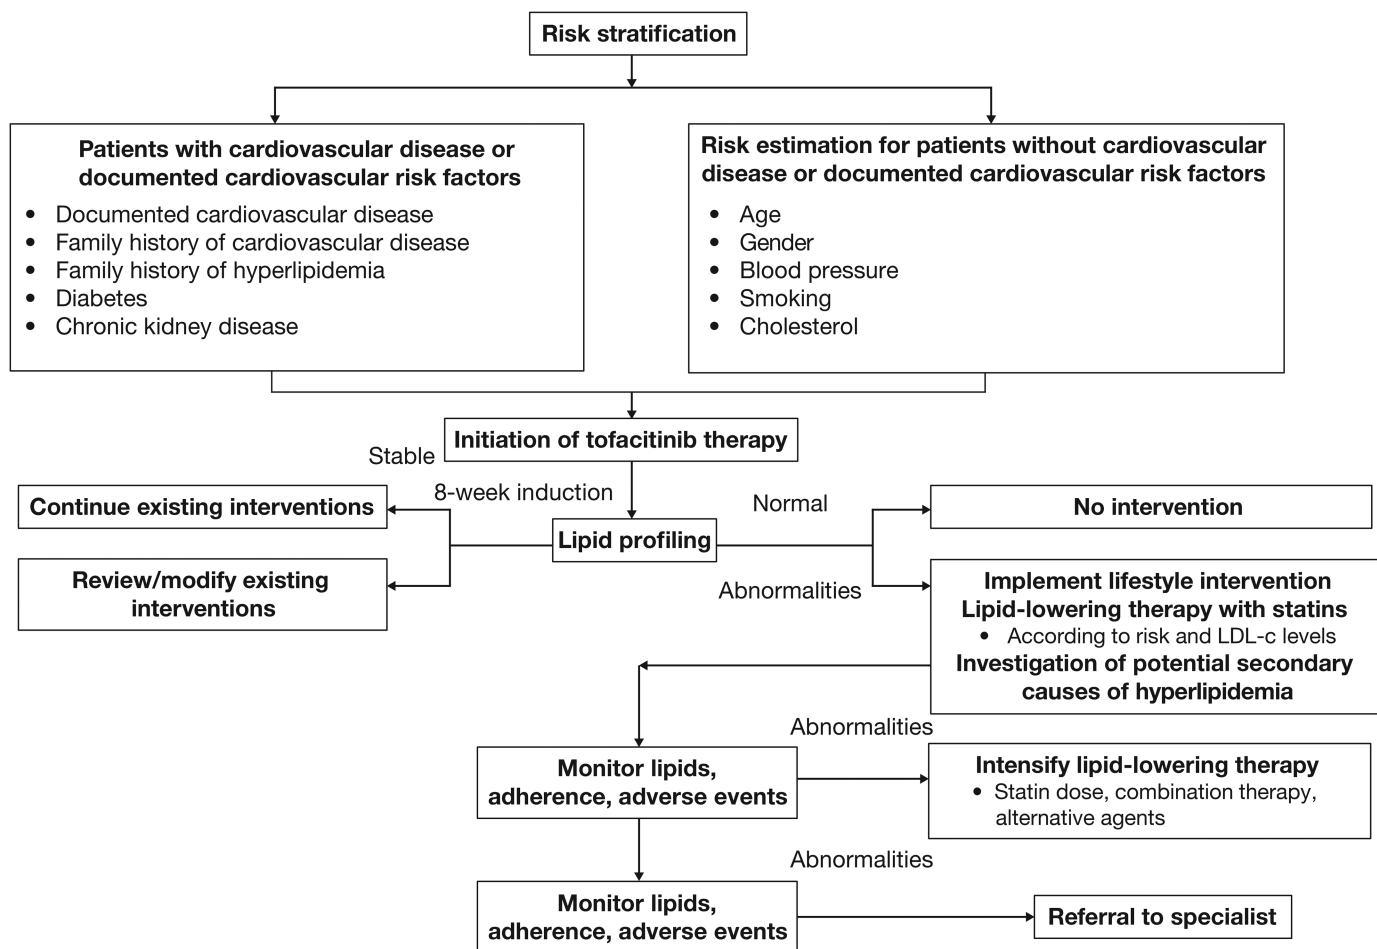 Risk stratification
Patients with cardiovascular disease or
documented cardiovascular risk factors
• Documented cardiovascular disease
• Family history of cardiovascular disease
• Family history of hyperlipidemia
• Diabetes
• Chronic kidney disease
Risk estimation for patients without cardiovascular
disease or documented cardiovascular risk factors
• Age
• Gender
• Blood pressure
• Smoking
• Cholesterol
Initiation of tofacitinib therapy
Stable
8-week induction
Normal
Continue existing interventions
No intervention
Lipid profiling
Review/modify existing
interventions
Abnormalities
Implement lifestyle intervention
Lipid-lowering therapy with statins
• According to risk and LDL-c levels
Investigation of potential secondary
causes of hyperlipidemia
Abnormalities
Monitor lipids,
adherence, adverse events
Intensify lipid-lowering therapy
• Statin dose, combination therapy,
alternative agents
Abnormalities
Monitor lipids,
adherence, adverse events
Referral to specialist